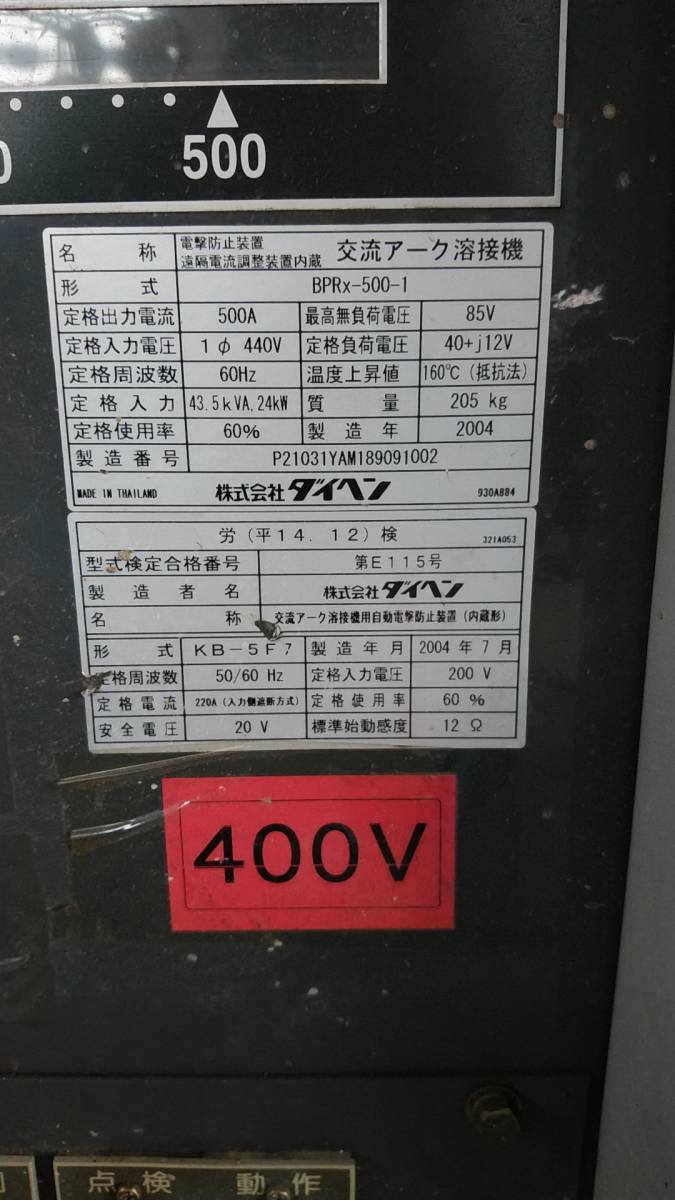 500
名称 電撃防止装置 遠隔電流調整装置内蔵 交流アーク溶接機
形式 BPRx-500-1
定格出力電流 500A 最高無負荷電圧 85V
定格入力電圧 1φ 440V 定格負荷電圧 40+j12V
定格周波数 60Hz 温度上昇値 160℃(抵抗法)
定格入力 43.5kVA,24kW 質量 205 kg
定格使用率 60% 製造年 2004
製造番号 P21031YAM189091002
MADE IN THAILAND 株式会社ダイヘン 930A884
労(平14.12)検 321A053
型式検定合格番号 第E115号
製造者名 株式会社ダイヘン
名称 交流アーク溶接機用自動電撃防止装置(内蔵形)
形式 KB-5F7 製造年月 2004年7月
定格周波数 50/60 Hz 定格入力電圧 200 V
定格電流 220A(入力側遮断方式) 定格使用率 60 %
安全電圧 20 V 標準始動感度 12 Ω
400V
点検 動作